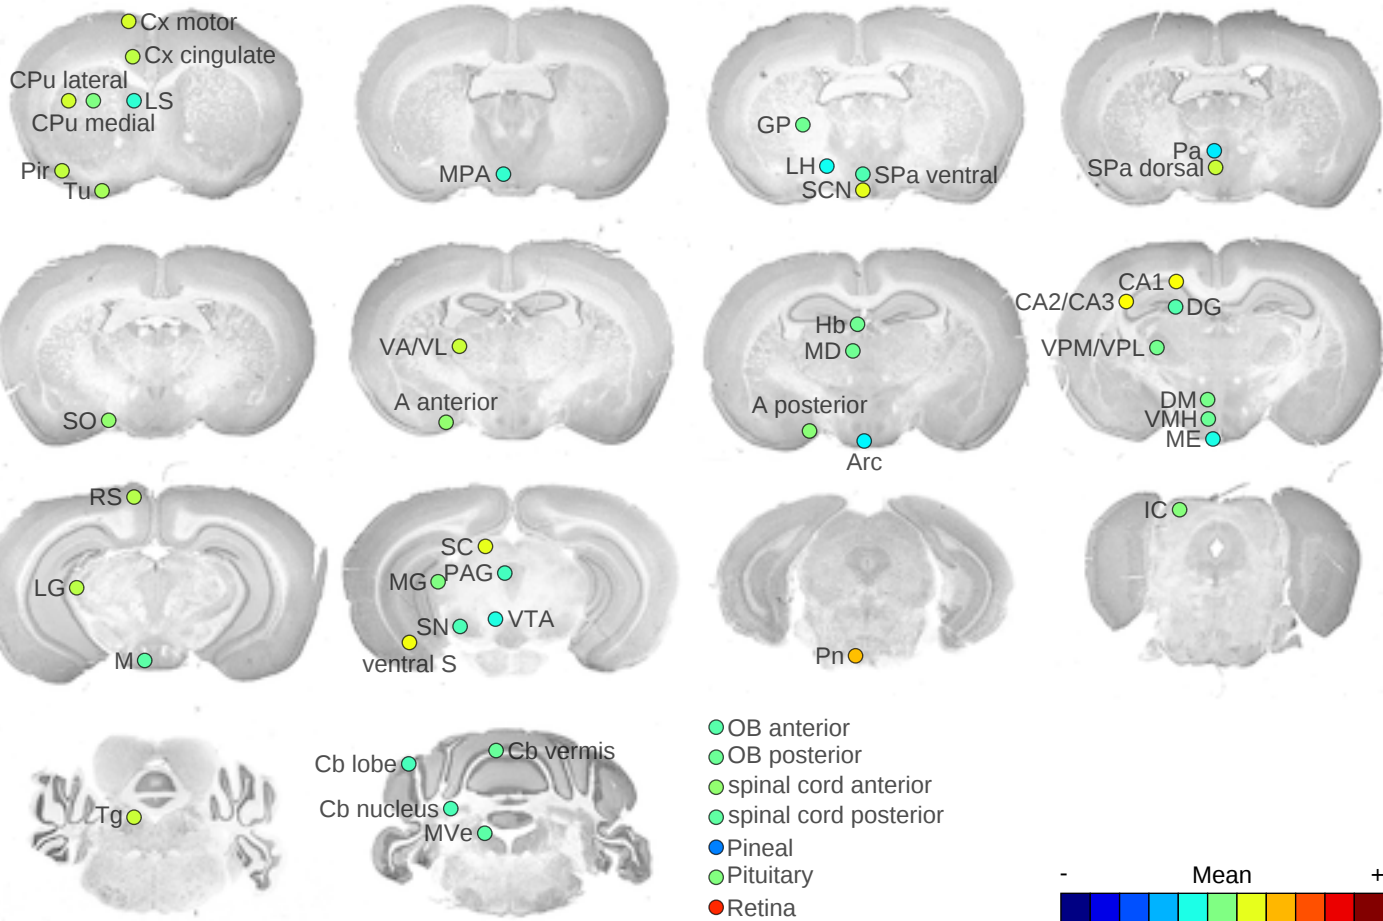 Cx motor
Cx cingulate
CPu lateral
LS
CPu medial
Pir
Tu
MPA
GP
LH
SPa ventral
SCN
Pa
SPa dorsal
SO
VA/VL
A anterior
Hb
MD
A posterior
Arc
CA1
CA2/CA3
DG
VPM/VPL
DM
VMH
ME
RS
LG
M
SC
MG
PAG
SN
VTA
ventral S
Pn
IC
Tg
Cb lobe
Cb vermis
Cb nucleus
MVe
OB anterior
OB posterior
spinal cord anterior
spinal cord posterior
Pineal
Pituitary
Retina
- Mean +